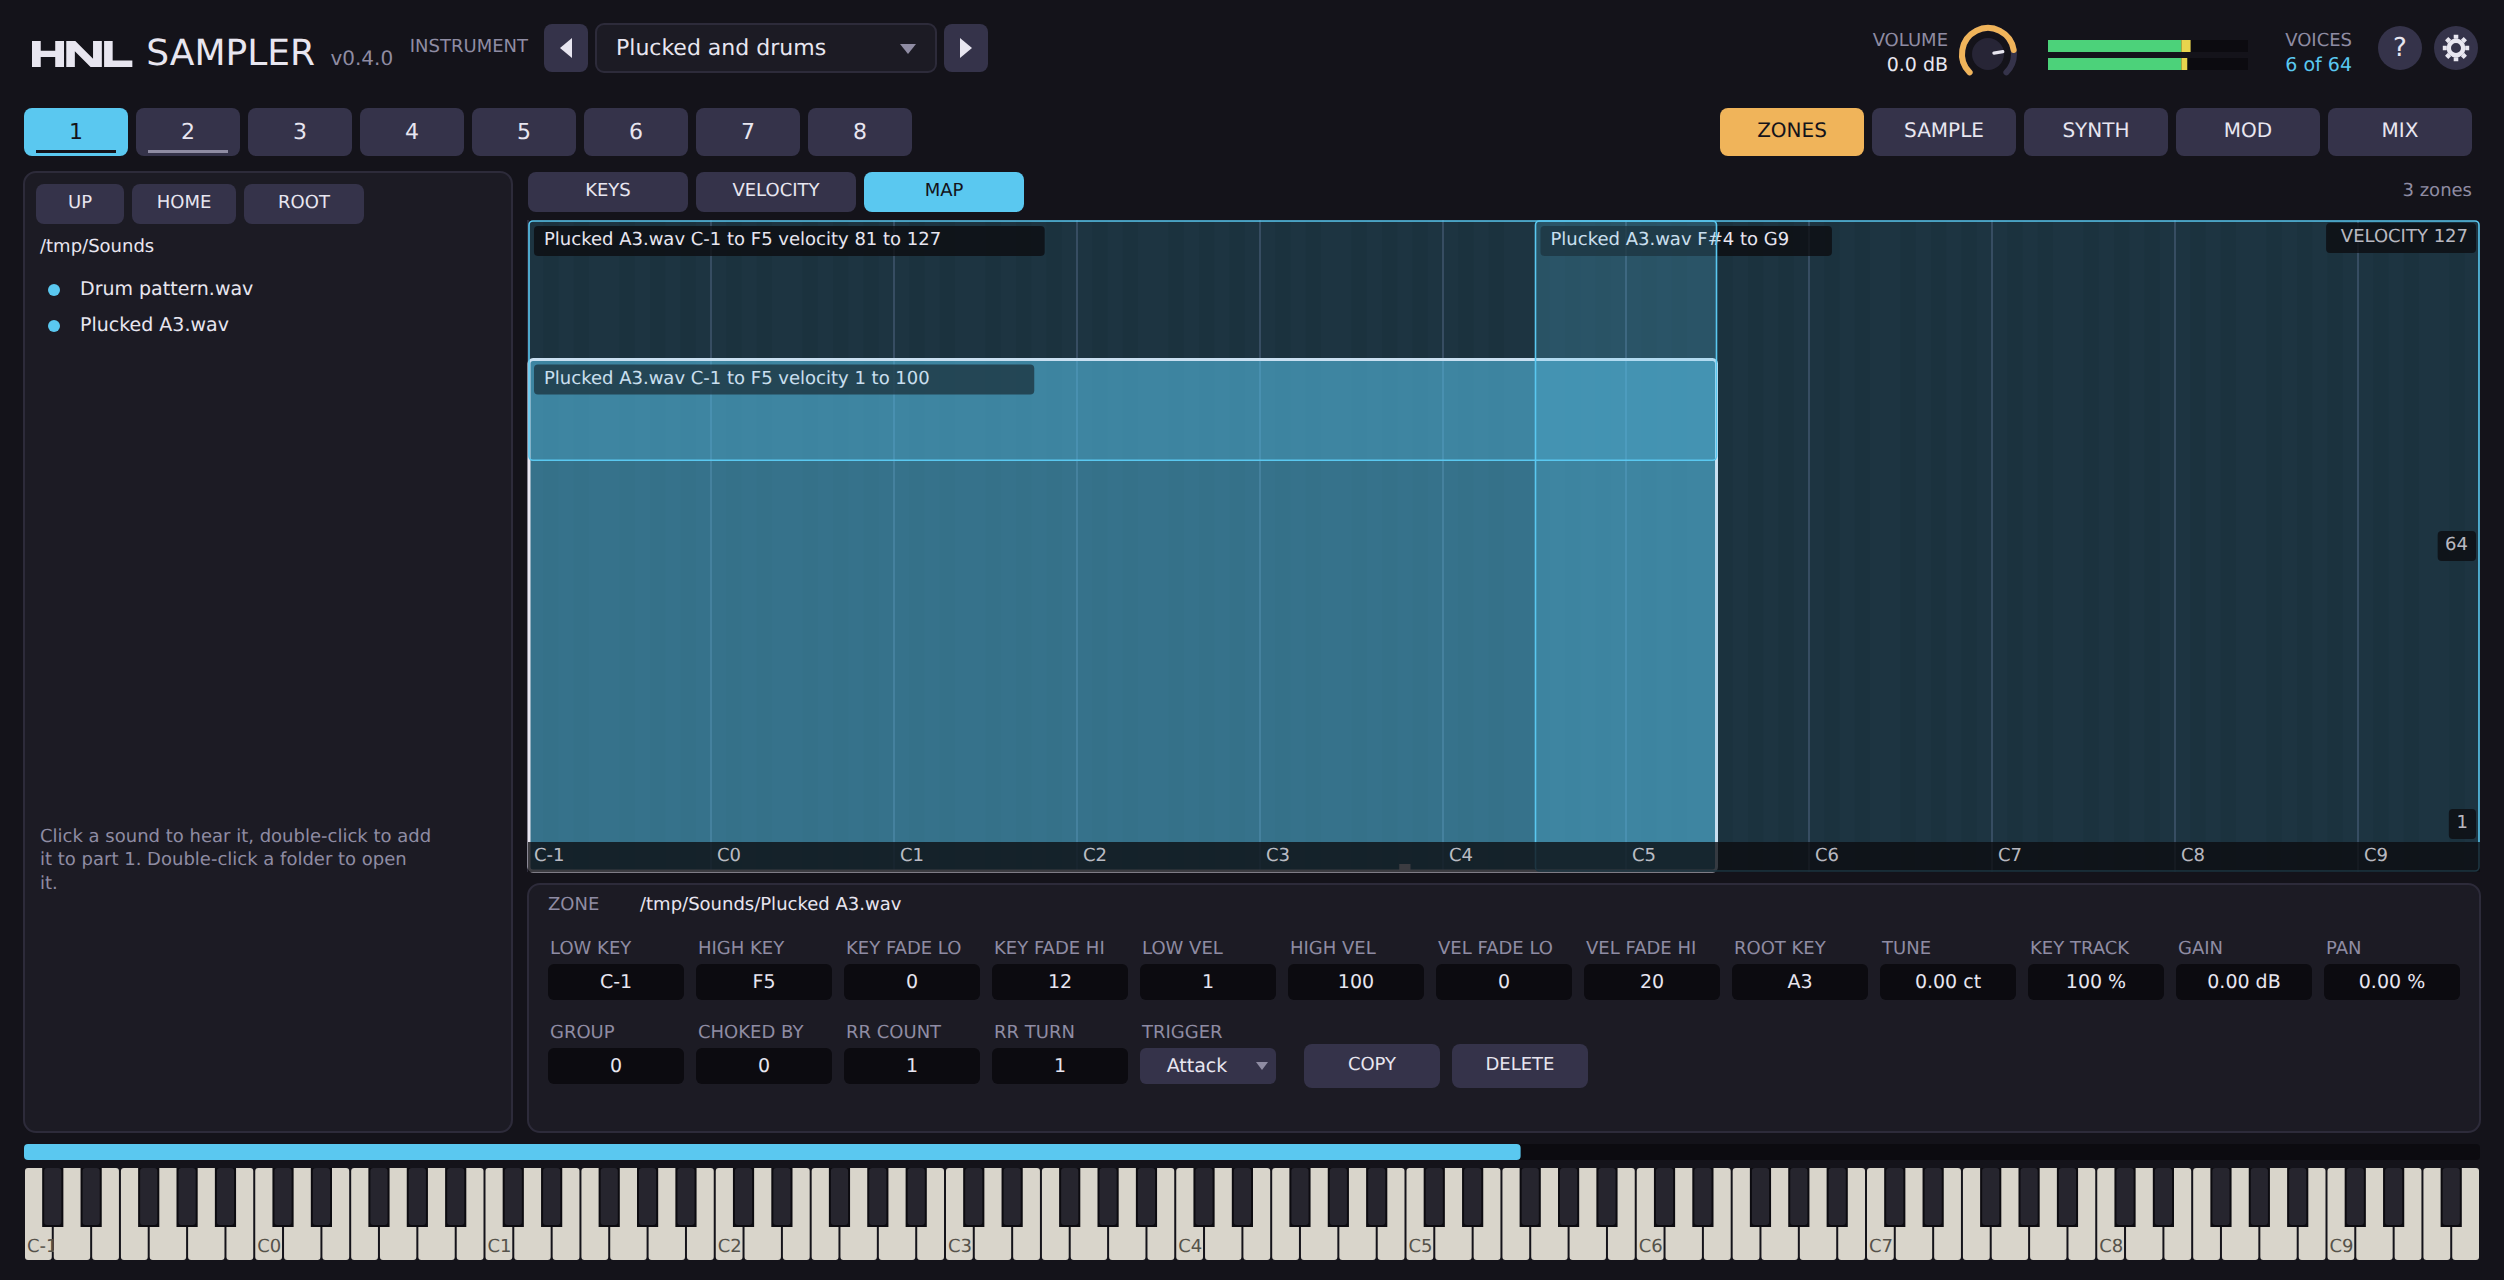 HNL SAMPLER v0.4.0 INSTRUMENT Plucked and drums VOLUME 0.0 dB VOICES 6 of 64 ?
1 2 3 4 5 6 7 8 ZONES SAMPLE SYNTH MOD MIX
UP HOME ROOT
/tmp/Sounds
Drum pattern.wav
Plucked A3.wav
Click a sound to hear it, double-click to add
it to part 1. Double-click a folder to open
it.
KEYS VELOCITY MAP 3 zones
Plucked A3.wav C-1 to F5 velocity 81 to 127 Plucked A3.wav F#4 to G9 VELOCITY 127
Plucked A3.wav C-1 to F5 velocity 1 to 100
64
1
C-1 C0 C1 C2 C3 C4 C5 C6 C7 C8 C9
ZONE /tmp/Sounds/Plucked A3.wav
LOW KEY HIGH KEY KEY FADE LO KEY FADE HI LOW VEL HIGH VEL VEL FADE LO VEL FADE HI ROOT KEY TUNE KEY TRACK GAIN PAN
C-1 F5 0 12 1 100 0 20 A3 0.00 ct 100 % 0.00 dB 0.00 %
GROUP CHOKED BY RR COUNT RR TURN TRIGGER
0 0 1 1 Attack COPY DELETE
C-1 C0 C1 C2 C3 C4 C5 C6 C7 C8 C9